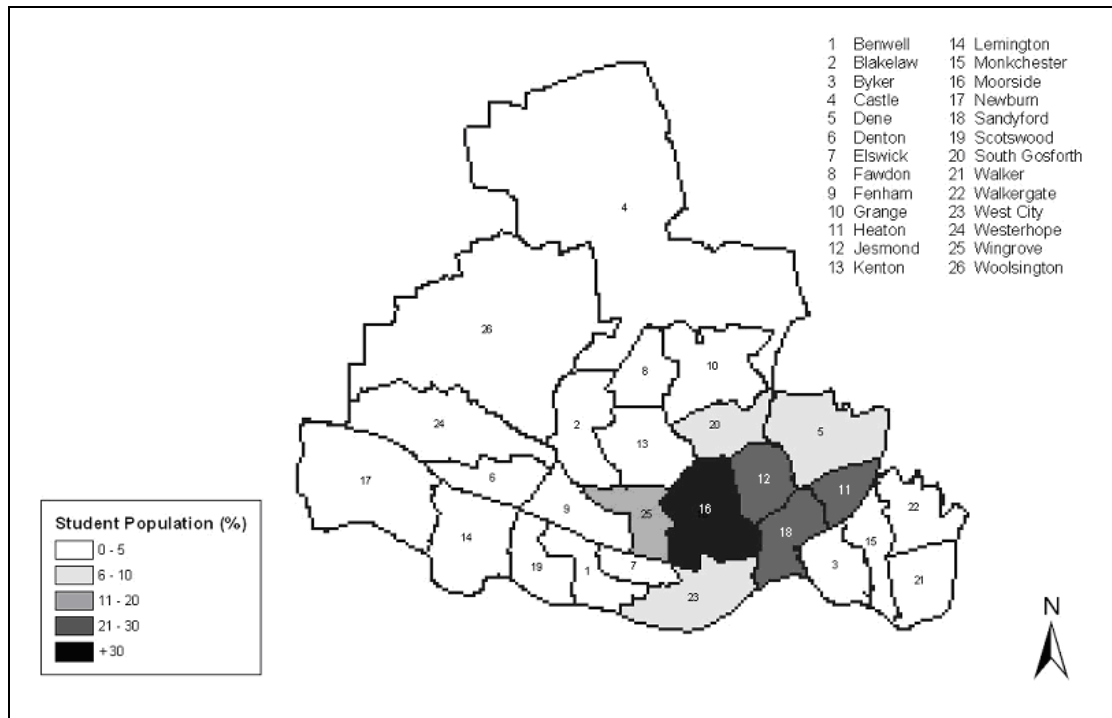 1 Benwell 14 Lemington
2 Blakelaw 15 Monkchester
3 Byker 16 Moorside
4 Castle 17 Newburn
5 Dene 18 Sandyford
6 Denton 19 Scotswood
7 Elswick 20 South Gosforth
8 Fawdon 21 Walker
9 Fenham 22 Walkergate
10 Grange 23 West City
11 Heaton 24 Westerhope
12 Jesmond 25 Wingrove
13 Kenton 26 Woolsington
4
26
8
10
24
2
13
20
5
17
6
9
25
16
12
11
22
14
19
1
7
23
18
3
15
21
Student Population (%)
0 - 5
6 - 10
11 - 20
21 - 30
+30
N